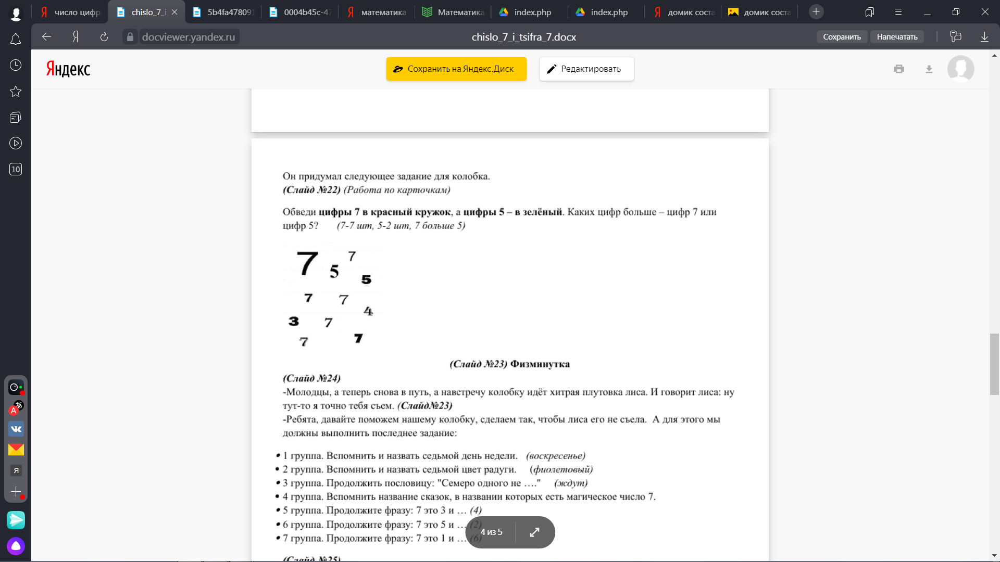 число цифр
chislo_7_i_
5b4fa478091
0004b45c-47
математика
Математика
index.php
index.php
домик соста
домик соста
docviewer.yandex.ru
chislo_7_i_tsifra_7.docx
Сохранить
Напечатать
Яндекс
Сохранить на Яндекс.Диск
Редактировать
10
Он придумал следующее задание для колобка.
(Слайд №22) (Работа по карточкам)
Обведи цифры 7 в красный кружок, а цифры 5 – в зелёный. Каких цифр больше – цифр 7 или
цифр 5? (7-7 шт, 5-2 шт, 7 больше 5)
7 5 7
5
7 7
4
3 7
7 7
(Слайд №23) Физминутка
(Слайд №24)
-Молодцы, а теперь снова в путь, а навстречу колобку идёт хитрая плутовка лиса. И говорит лиса: ну
тут-то я точно тебя съем. (Слайд№23)
-Ребята, давайте поможем нашему колобку, сделаем так, чтобы лиса его не съела. А для этого мы
должны выполнить последнее задание:
• 1 группа. Вспомнить и назвать седьмой день недели. (воскресенье)
• 2 группа. Вспомнить и назвать седьмой цвет радуги. (фиолетовый)
• 3 группа. Продолжить пословицу: "Семеро одного не …." (ждут)
• 4 группа. Вспомнить название сказок, в названии которых есть магическое число 7.
• 5 группа. Продолжите фразу: 7 это 3 и … (4)
• 6 группа. Продолжите фразу: 7 это 5 и … (2)
• 7 группа. Продолжите фразу: 7 это 1 и … (6)
4 из 5
(Слайд №25)